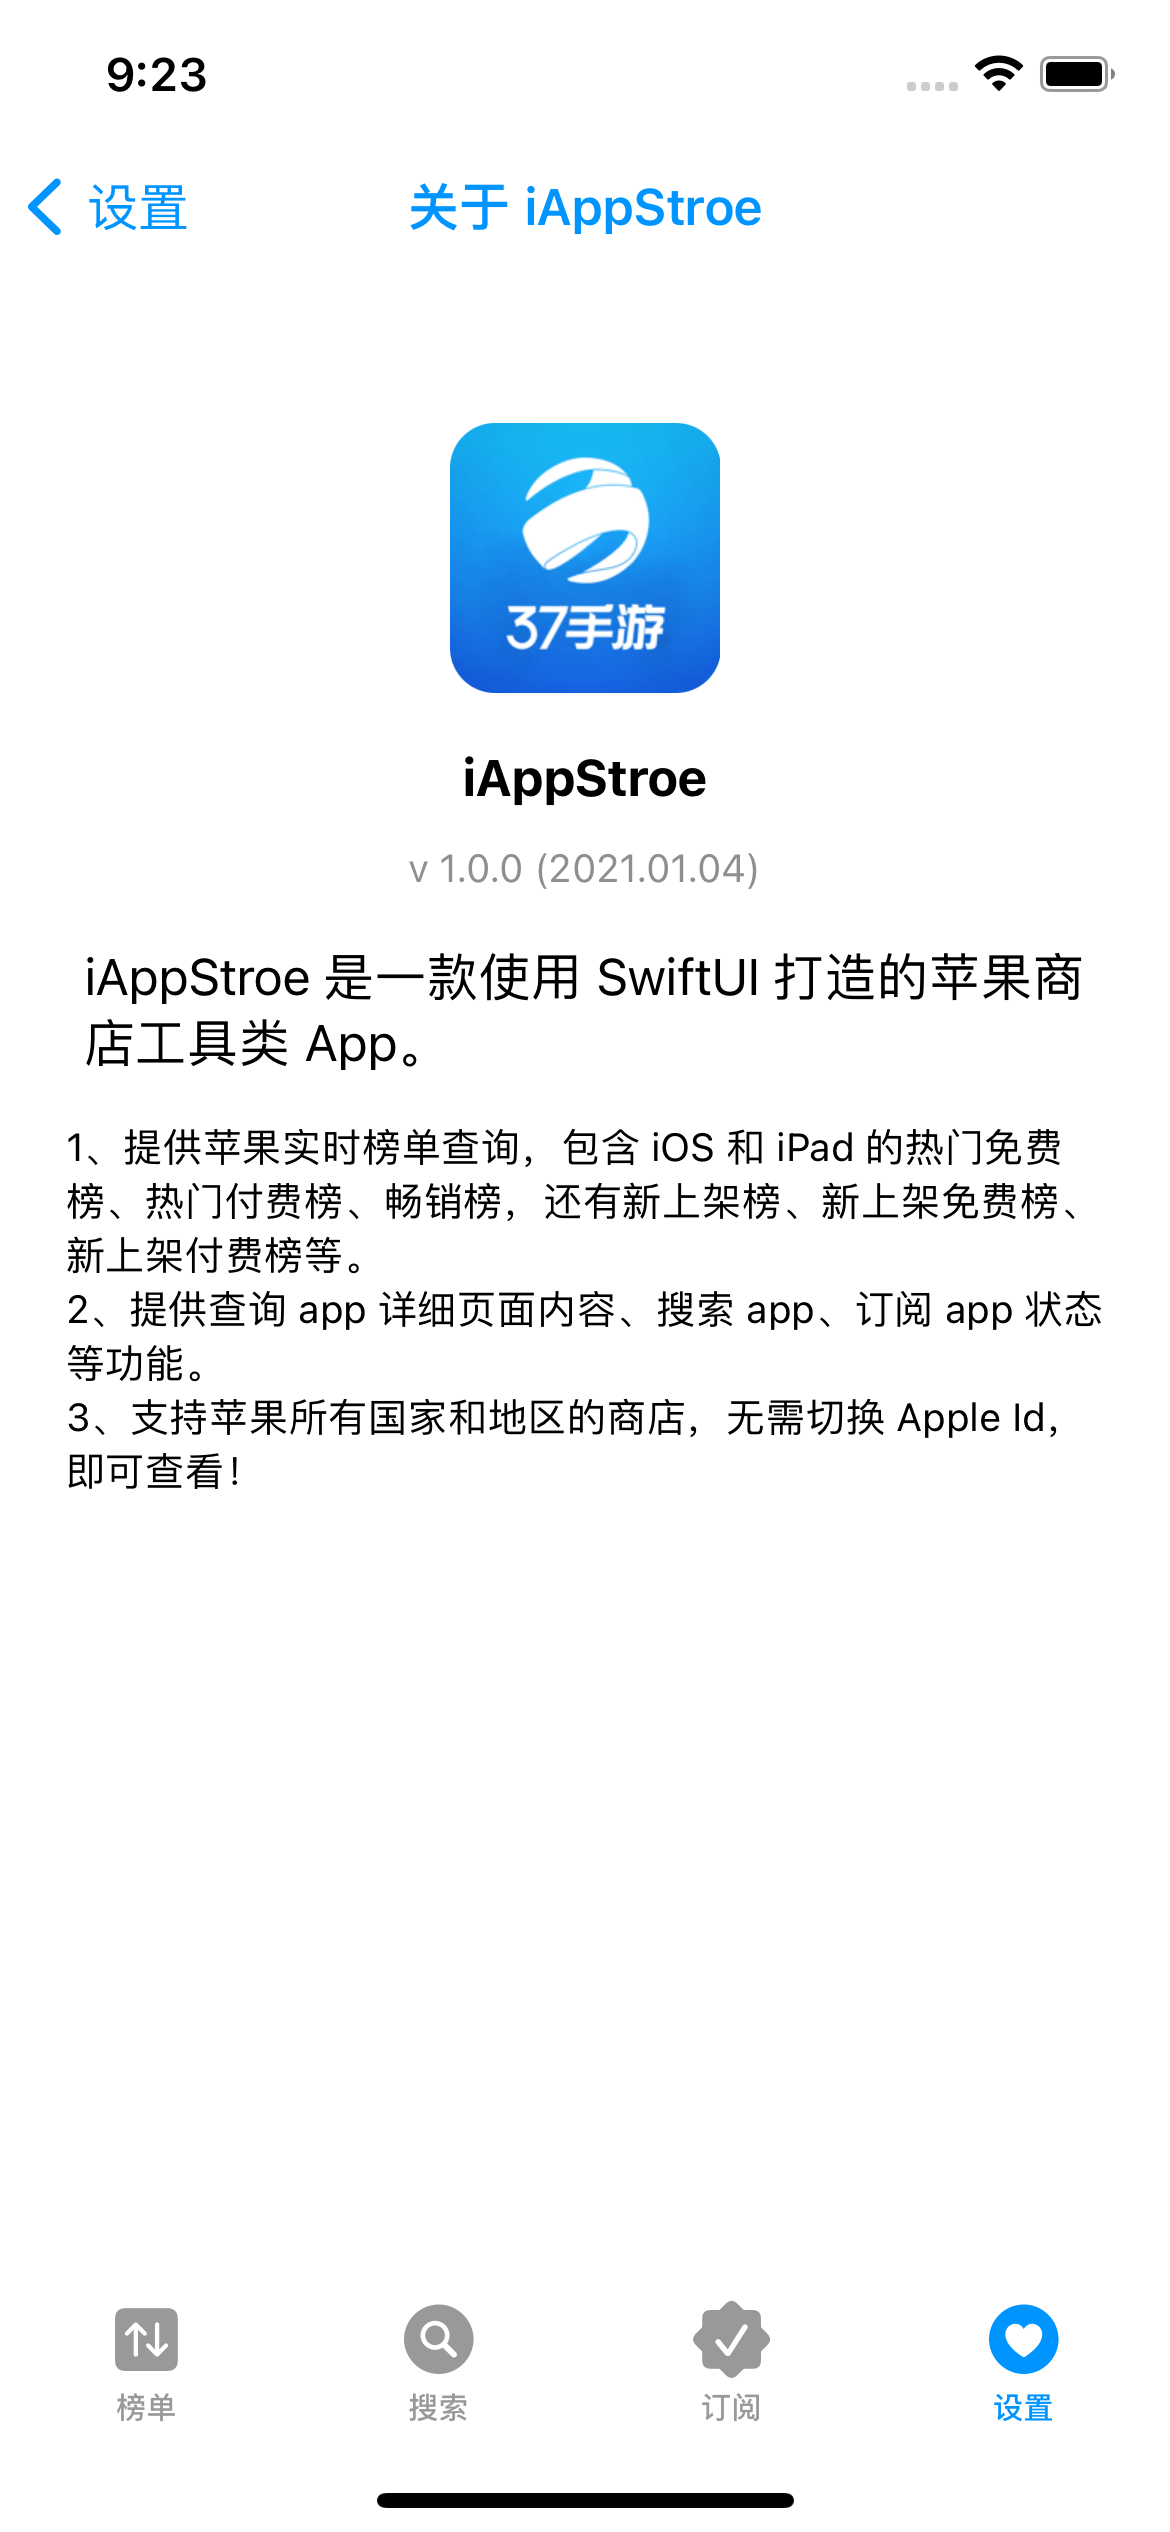 9:23
设置
关于 iAppStroe
37手游
iAppStroe
v 1.0.0 (2021.01.04)
iAppStroe 是一款使用 SwiftUI 打造的苹果商
店工具类 App。
1、提供苹果实时榜单查询，包含 iOS 和 iPad 的热门免费
榜、热门付费榜、畅销榜，还有新上架榜、新上架免费榜、
新上架付费榜等。
2、提供查询 app 详细页面内容、搜索 app、订阅 app 状态
等功能。
3、支持苹果所有国家和地区的商店，无需切换 Apple Id，
即可查看！
榜单
搜索
订阅
设置